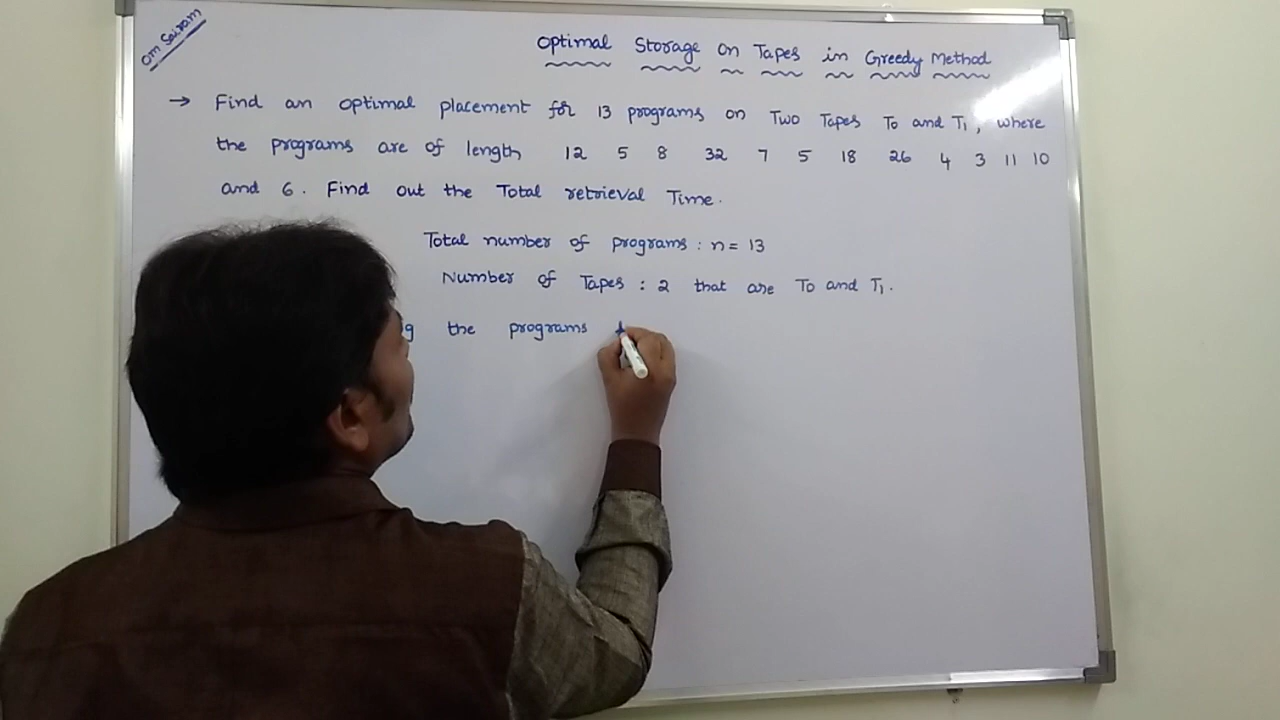 Om Sairam
Optimal Storage on Tapes in Greedy Method
→ Find an optimal placement for 13 programs on Two Tapes T0 and T1, where
the programs are of length 12 5 8 32 7 5 18 26 4 3 11 10
and 6. Find out the Total retrieval Time.
Total number of programs: n = 13
Number of Tapes : 2 that are T0 and T1.
the programs